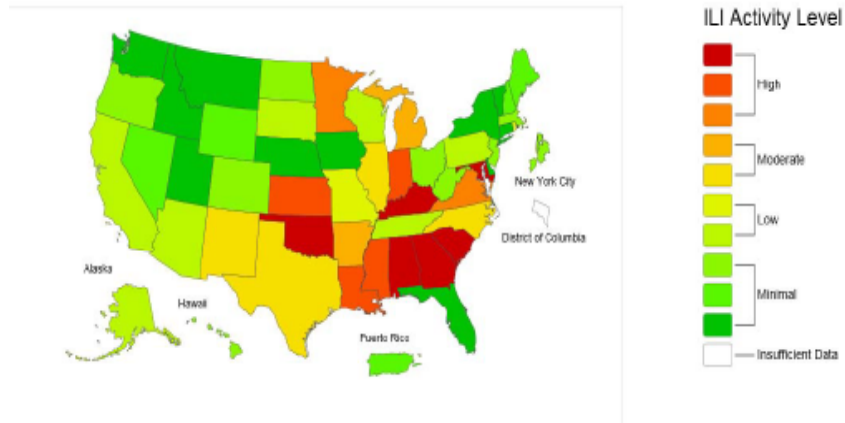 ILI Activity Level
High
Moderate
Low
Minimal
Insufficient Data
New York City
District of Columbia
Alaska
Hawaii
Puerto Rico